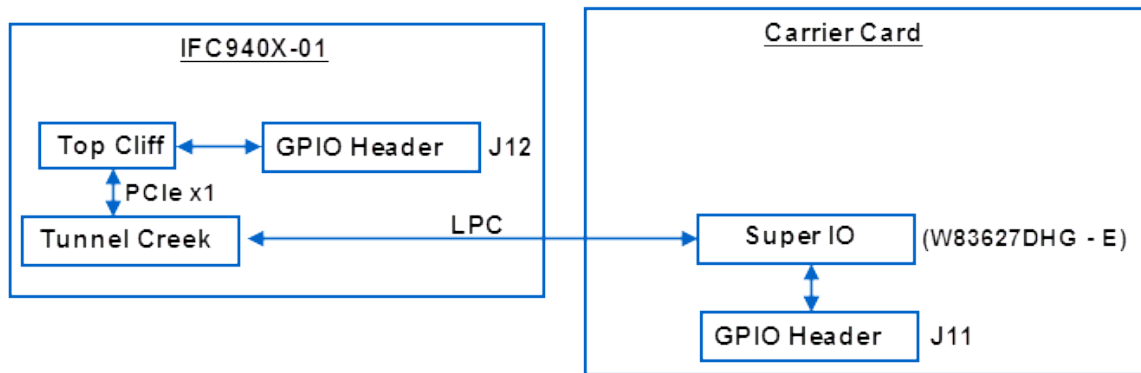 IFC940X-01
Top Cliff
GPIO Header
J12
PCIe x1
Tunnel Creek
LPC
Carrier Card
Super IO
(W83627DHG - E)
GPIO Header
J11